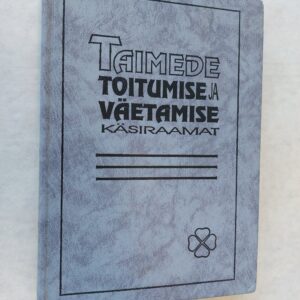 TAIMEDE
TOITUMISE JA
VÄETAMISE
KÄSIRAAMAT